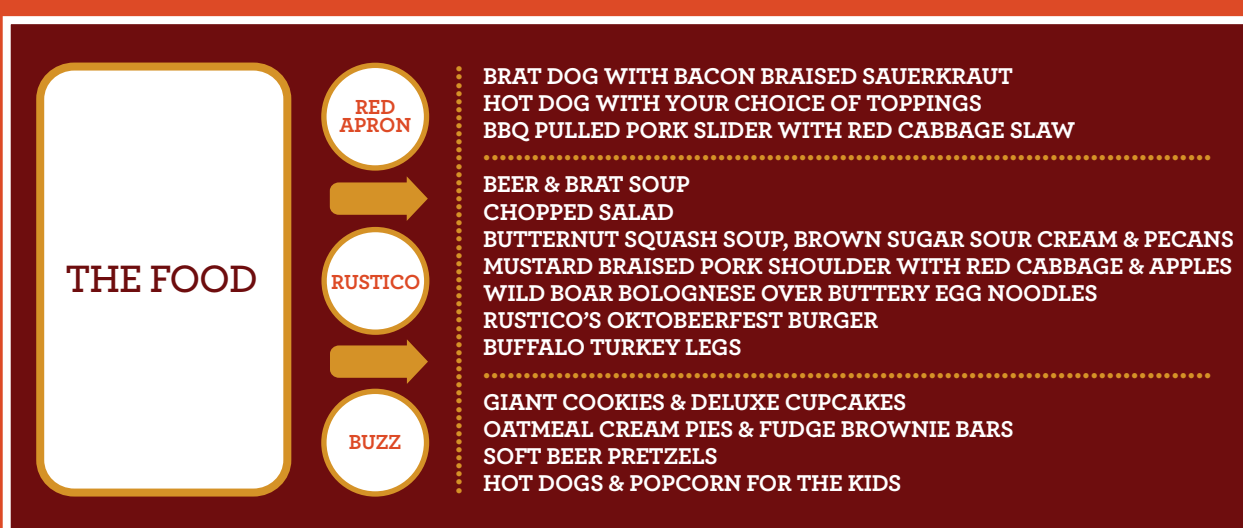 THE FOOD
RED
APRON
BRAT DOG WITH BACON BRAISED SAUERKRAUT
HOT DOG WITH YOUR CHOICE OF TOPPINGS
BBQ PULLED PORK SLIDER WITH RED CABBAGE SLAW
RUSTICO
BEER & BRAT SOUP
CHOPPED SALAD
BUTTERNUT SQUASH SOUP, BROWN SUGAR SOUR CREAM & PECANS
MUSTARD BRAISED PORK SHOULDER WITH RED CABBAGE & APPLES
WILD BOAR BOLOGNESE OVER BUTTERY EGG NOODLES
RUSTICO’S OKTOBEERFEST BURGER
BUFFALO TURKEY LEGS
BUZZ
GIANT COOKIES & DELUXE CUPCAKES
OATMEAL CREAM PIES & FUDGE BROWNIE BARS
SOFT BEER PRETZELS
HOT DOGS & POPCORN FOR THE KIDS